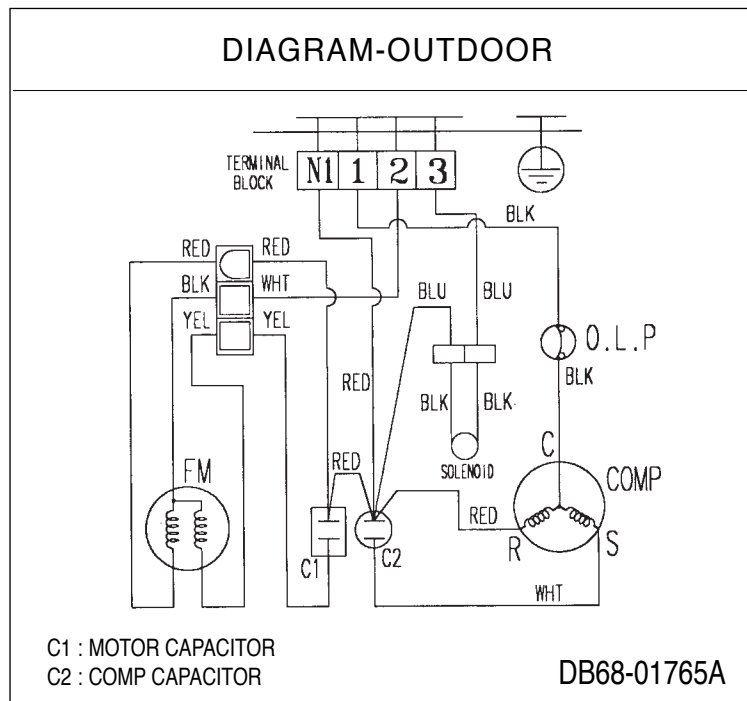 DIAGRAM-OUTDOOR
TERMINAL
BLOCK
N1 1 2 3
BLK
RED RED
BLK WHT
YEL YEL
BLU BLU
O.L.P
BLK
RED
BLK BLK
SOLENOID
FM
C
COMP
RED
RED
R S
C1 C2
WHT
C1 : MOTOR CAPACITOR
C2 : COMP CAPACITOR
DB68-01765A